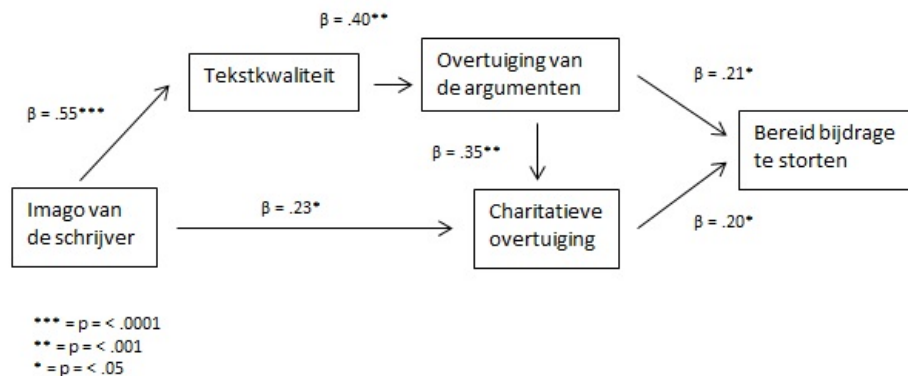 β = .40**
Tekstkwaliteit
Overtuiging van
de argumenten
β = .21*
β = .55***
Bereid bijdrage
te storten
β = .35**
Imago van
de schrijver
β = .23*
Charitatieve
overtuiging
β = .20*
*** = p = < .0001
** = p = < .001
* = p = < .05